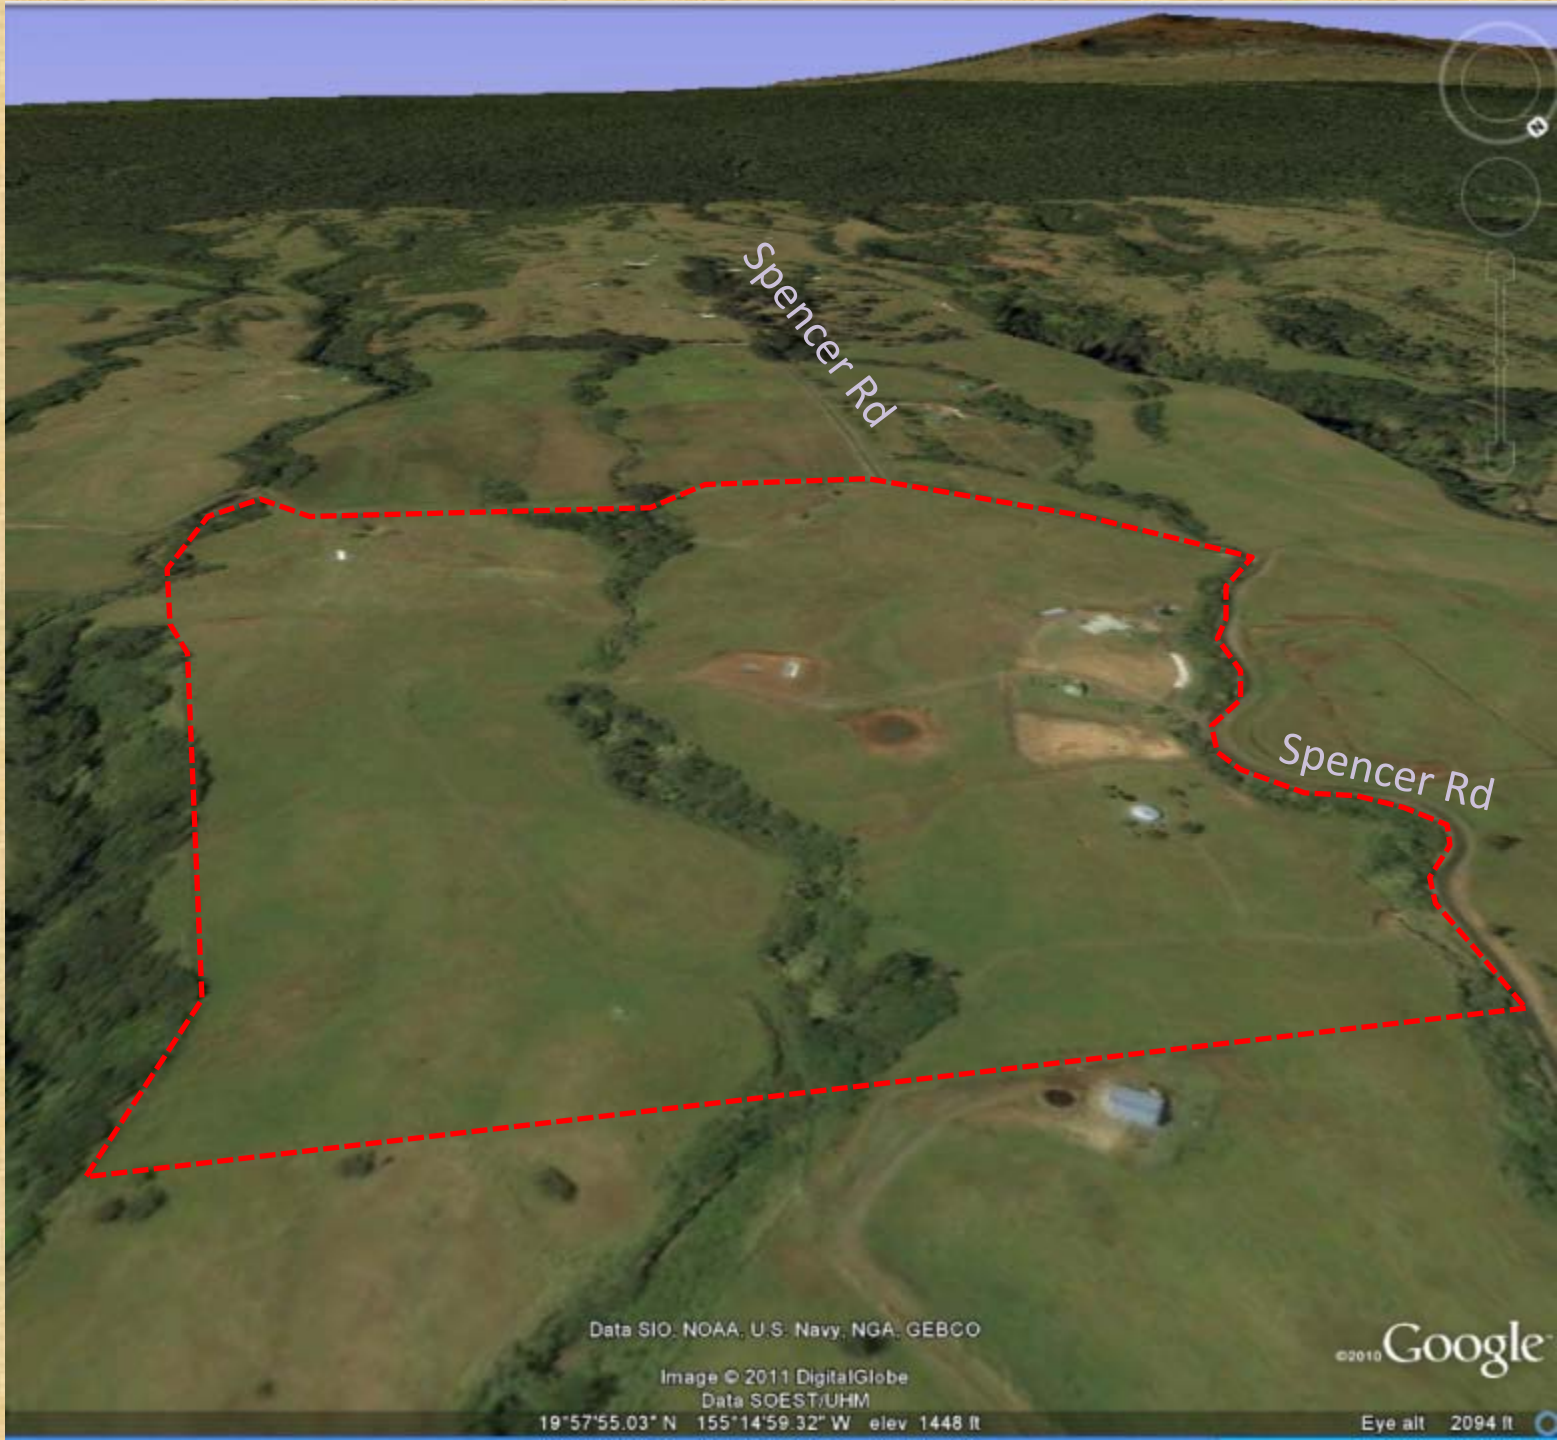 Spencer Rd
Spencer Rd
Data SIO, NOAA, U.S. Navy, NGA, GEBCO
©2010 Google
Image © 2011 DigitalGlobe
Data SOEST/UHM
19°57'55.03" N 155°14'59.32" W elev 1448 ft
Eye alt 2094 ft